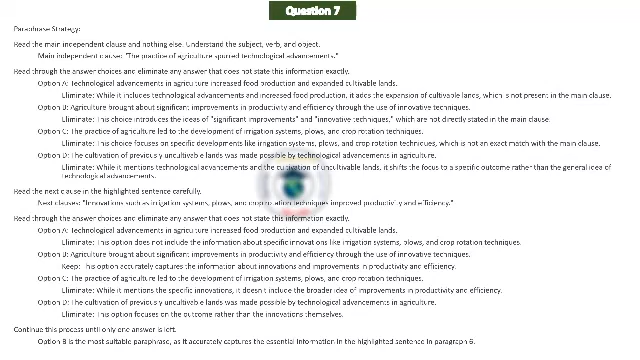 Question 7
Paraphrase Strategy:
Read the main independent clause and nothing else. Understand the subject, verb, and object.
Main independent clause: "The practice of agriculture spurred technological advancements."
Read through the answer choices and eliminate any answer that does not state this information exactly.
Option A: Technological advancements in agriculture increased food production and expanded cultivable lands.
Eliminate: While it includes technological advancements and increased food production, it adds the expansion of cultivable lands, which is not present in the main clause.
Option B: Agriculture brought about significant improvements in productivity and efficiency through the use of innovative techniques.
Eliminate: This choice introduces the ideas of "significant improvements" and "innovative techniques," which are not directly stated in the main clause.
Option C: The practice of agriculture led to the development of irrigation systems, plows, and crop rotation techniques.
Eliminate: This choice focuses on specific developments like irrigation systems, plows, and crop rotation techniques, which is not an exact match with the main clause.
Option D: The cultivation of previously uncultivable lands was made possible by technological advancements in agriculture.
Eliminate: While it mentions technological advancements and the cultivation of uncultivable lands, it shifts the focus to a specific outcome rather than the general idea of
technological advancements.
Read the next clause in the highlighted sentence carefully.
Next clauses: "Innovations such as irrigation systems, plows, and crop rotation techniques improved productivity and efficiency."
Read through the answer choices and eliminate any answer that does not state this information exactly.
Option A: Technological advancements in agriculture increased food production and expanded cultivable lands.
Eliminate: This option does not include the information about specific innovations like irrigation systems, plows, and crop rotation techniques.
Option B: Agriculture brought about significant improvements in productivity and efficiency through the use of innovative techniques.
Keep: This option accurately captures the information about innovations and improvements in productivity and efficiency.
Option C: The practice of agriculture led to the development of irrigation systems, plows, and crop rotation techniques.
Eliminate: While it mentions the specific innovations, it doesn't include the broader idea of improvements in productivity and efficiency.
Option D: The cultivation of previously uncultivable lands was made possible by technological advancements in agriculture.
Eliminate: This option focuses on the outcome rather than the innovations themselves.
Continue this process until only one answer is left.
Option B is the most suitable paraphrase, as it accurately captures the essential information in the highlighted sentence in paragraph 6.